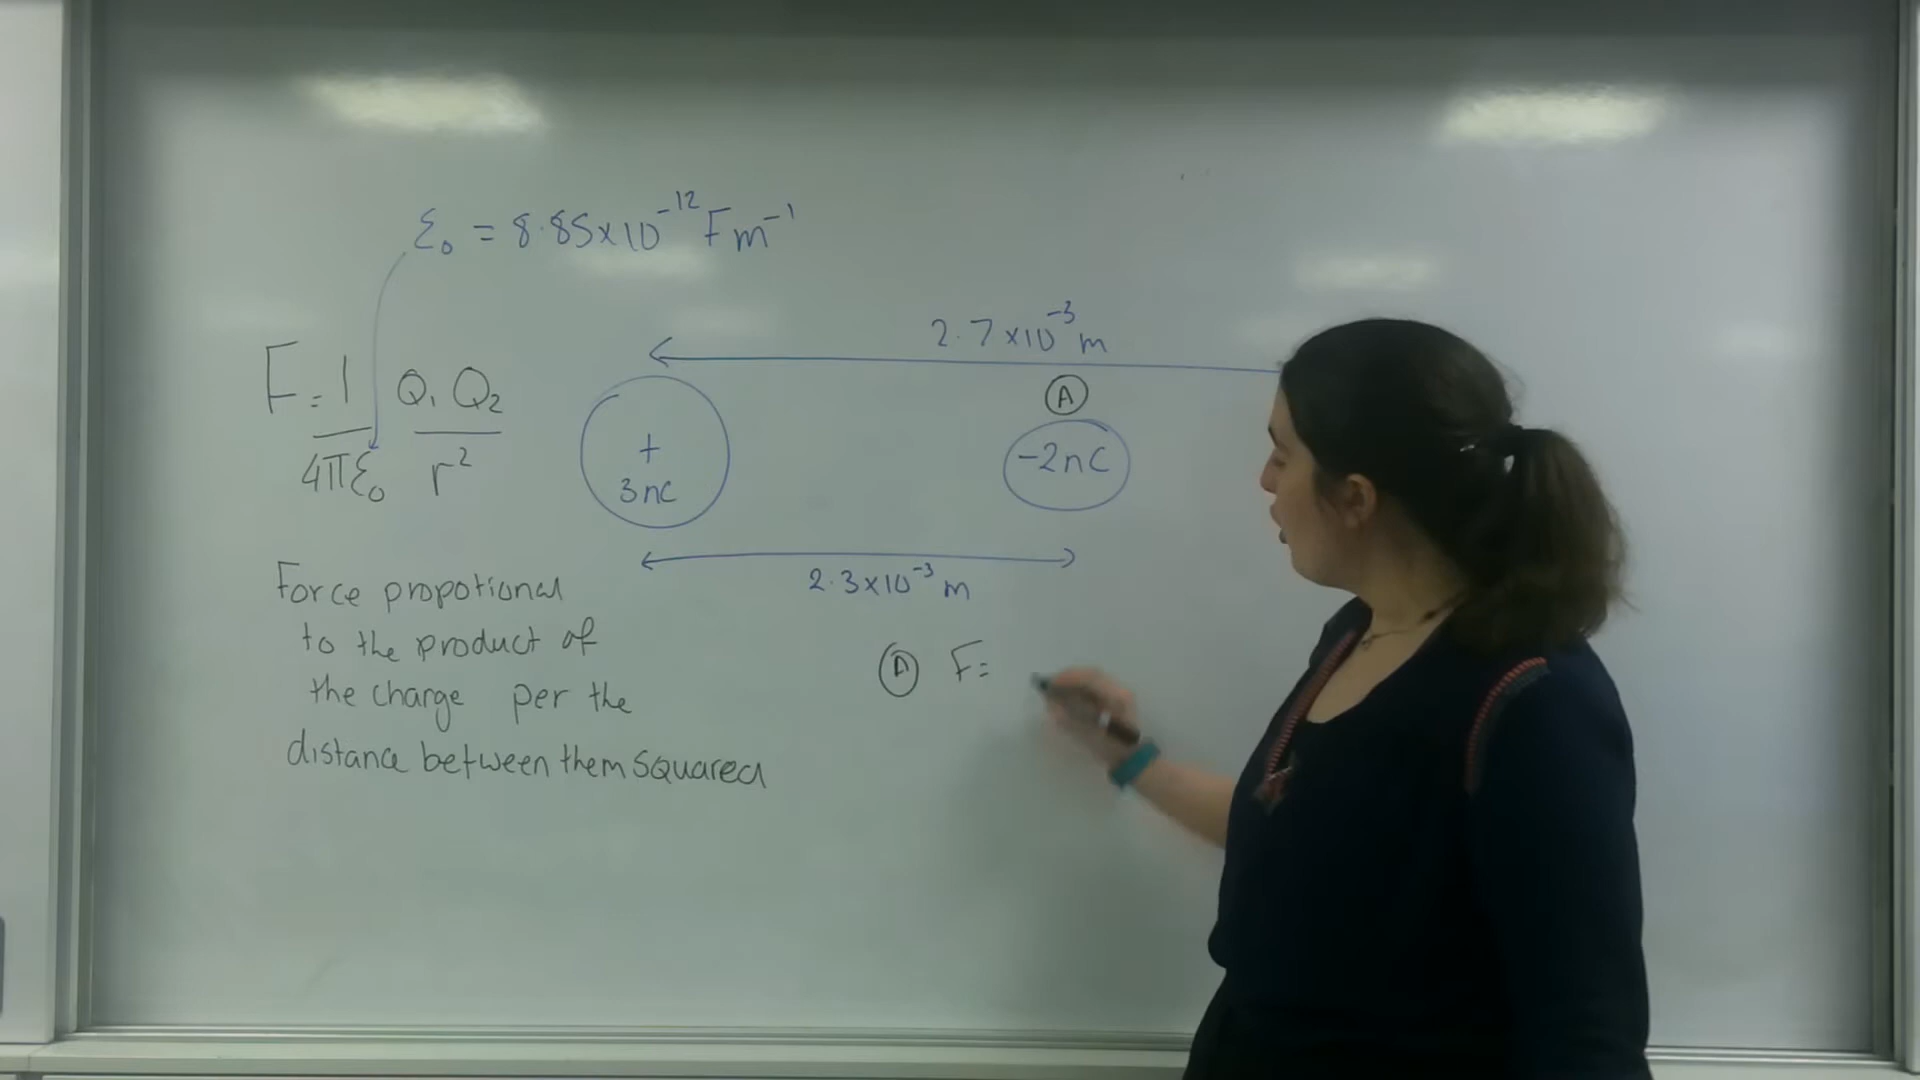 ε₀ = 8.85×10⁻¹² Fm⁻¹
F = 1/4πε₀ Q₁Q₂/r²
2.7×10⁻³ m
A
+
3nC
-2nC
2.3×10⁻³ m
Force propotional
to the product of
the charge per the
distance between them squared
A F=